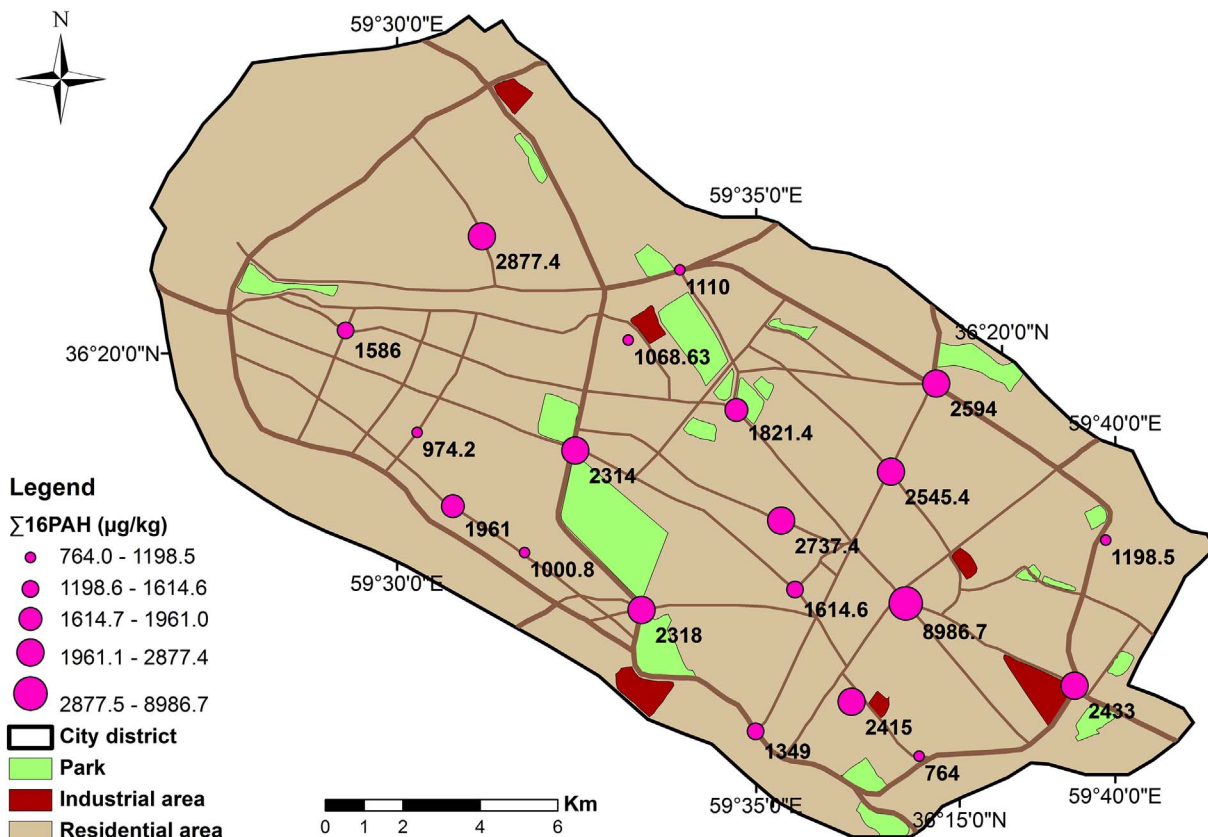 N
59°30'0"E
59°35'0"E
2877.4
1110
36°20'0"N
1586
1068.63
36°20'0"N
2594
1821.4
59°40'0"E
974.2
2314
2545.4
1961
2737.4
1198.5
1000.8
59°30'0"E
1614.6
2318
8986.7
2433
2415
1349
764
59°35'0"E
36°15'0"N
59°40'0"E
Legend
∑16PAH (µg/kg)
764.0 - 1198.5
1198.6 - 1614.6
1614.7 - 1961.0
1961.1 - 2877.4
2877.5 - 8986.7
City district
Park
Industrial area
Residential area
Km
0 1 2 4 6